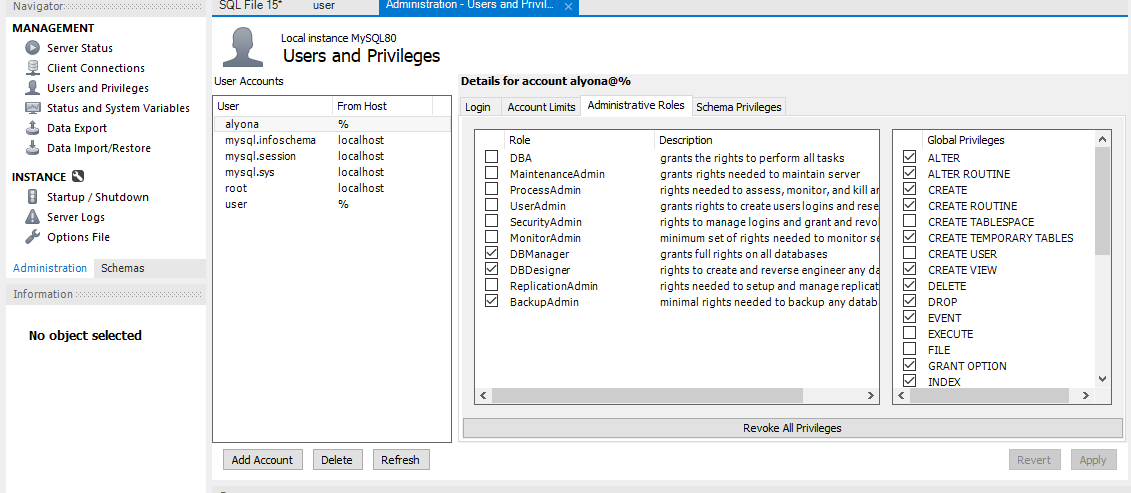 Navigator
SQL File 15*
user
Administration - Users and Privil...
MANAGEMENT
Server Status
Client Connections
Users and Privileges
Status and System Variables
Data Export
Data Import/Restore
INSTANCE
Startup / Shutdown
Server Logs
Options File
Administration
Schemas
Information
No object selected
Local instance MySQL80
Users and Privileges
User Accounts
User From Host
alyona %
mysql.infoschema localhost
mysql.session localhost
mysql.sys localhost
root localhost
user %
Add Account
Delete
Refresh
Details for account alyona@%
Login
Account Limits
Administrative Roles
Schema Privileges
Role Description
DBA grants the rights to perform all tasks
MaintenanceAdmin grants rights needed to maintain server
ProcessAdmin rights needed to assess, monitor, and kill
UserAdmin grants rights to create users logins and
SecurityAdmin rights to manage logins and grant and
MonitorAdmin minimum set of rights needed to monitor
DBManager grants full rights on all databases
DBDesigner rights to create and reverse engineer any
ReplicationAdmin rights needed to setup and manage
BackupAdmin minimal rights needed to backup any
Global Privileges
ALTER
ALTER ROUTINE
CREATE
CREATE ROUTINE
CREATE TABLESPACE
CREATE TEMPORARY TABLES
CREATE USER
CREATE VIEW
DELETE
DROP
EVENT
EXECUTE
FILE
GRANT OPTION
INDEX
Revoke All Privileges
Revert
Apply